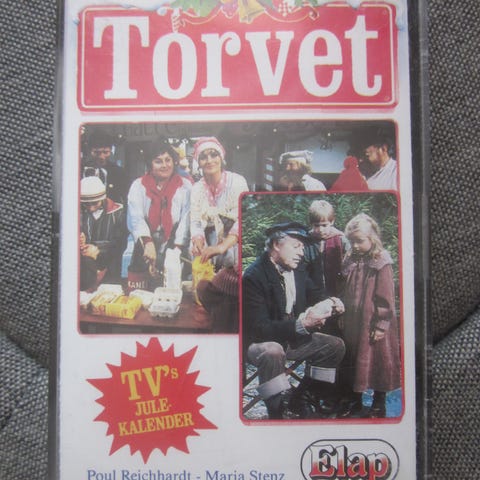 Torvet
TV's
JULE-
KALENDER
Poul Reichhardt - Maria Stenz
Elap